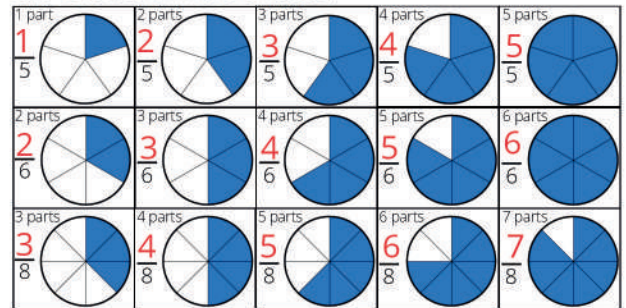 1 part
1/5
2 parts
2/5
3 parts
3/5
4 parts
4/5
5 parts
5/5
2 parts
2/6
3 parts
3/6
4 parts
4/6
5 parts
5/6
6 parts
6/6
3 parts
3/8
4 parts
4/8
5 parts
5/8
6 parts
6/8
7 parts
7/8